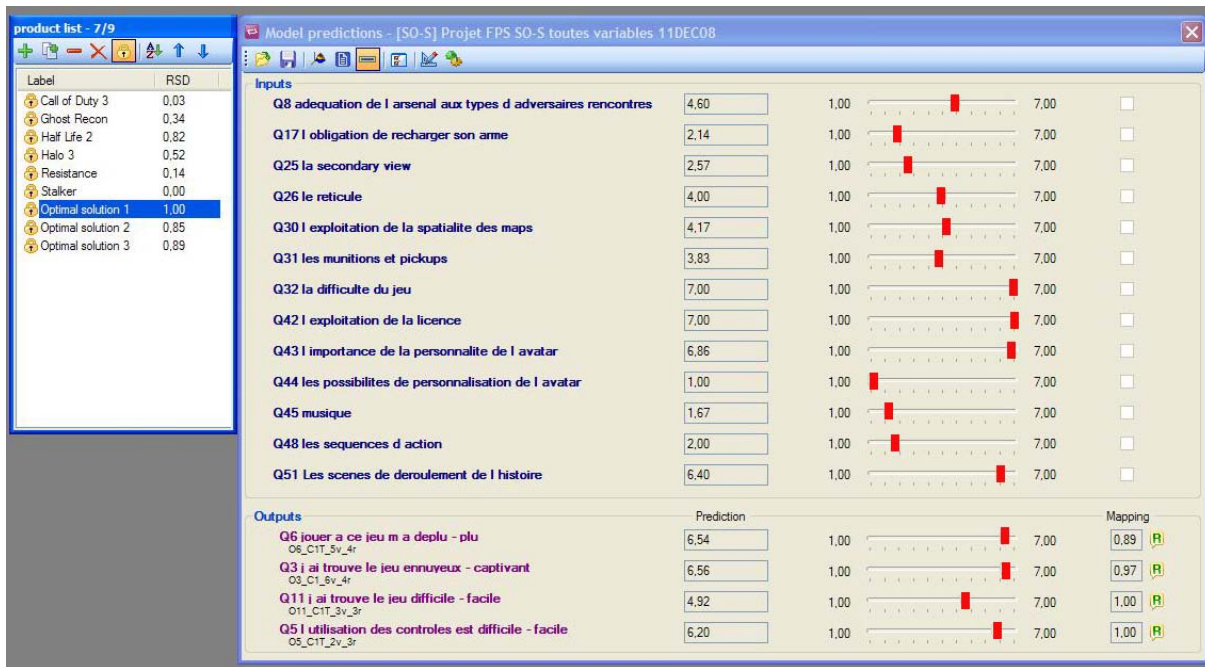 product list - 7/9
Label RSD
Call of Duty 3 0,03
Ghost Recon 0,34
Half Life 2 0,82
Halo 3 0,52
Resistance 0,14
Stalker 0,00
Optimal solution 1 1,00
Optimal solution 2 0,85
Optimal solution 3 0,89
Model predictions - [SO-S] Projet FPS SO-S toutes variables 11DEC08
Inputs
Q8 adequation de l arsenal aux types d adversaires rencontres 4,60 1,00 7,00
Q17 l obligation de recharger son arme 2,14 1,00 7,00
Q25 la secondary view 2,57 1,00 7,00
Q26 le reticule 4,00 1,00 7,00
Q30 l exploitation de la spatialite des maps 4,17 1,00 7,00
Q31 les munitions et pickups 3,83 1,00 7,00
Q32 la difficulte du jeu 7,00 1,00 7,00
Q42 l exploitation de la licence 7,00 1,00 7,00
Q43 l importance de la personnalite de l avatar 6,86 1,00 7,00
Q44 les possibilites de personnalisation de l avatar 1,00 1,00 7,00
Q45 musique 1,67 1,00 7,00
Q48 les sequences d action 2,00 1,00 7,00
Q51 Les scenes de deroulement de l histoire 6,40 1,00 7,00
Outputs Prediction Mapping
Q6 jouer a ce jeu m a deplu - plu 6,54 1,00 7,00 0,89 R
O6_C1T_5v_4r
Q3 j ai trouve le jeu ennuyeux - captivant 6,56 1,00 7,00 0,97 R
O3_C1_6v_4r
Q11 j ai trouve le jeu difficile - facile 4,92 1,00 7,00 1,00 R
O11_C1T_3v_3r
Q5 l utilisation des controles est difficile - facile 6,20 1,00 7,00 1,00 R
O5_C1T_2v_3r